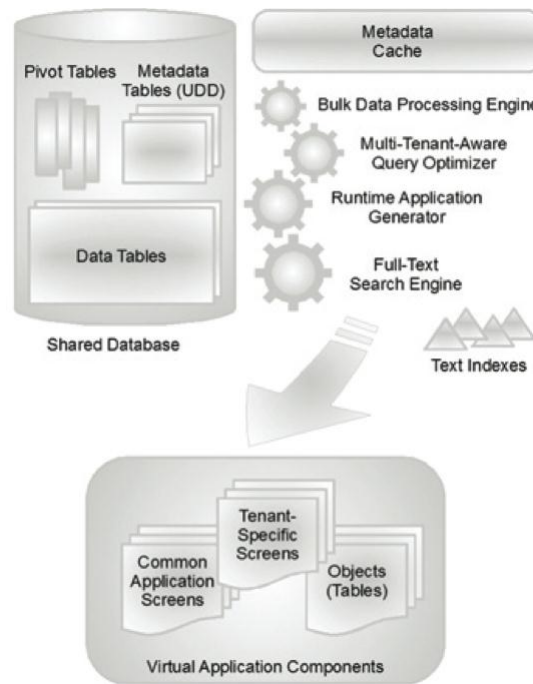 Pivot Tables
Metadata
Tables (UDD)
Data Tables
Shared Database
Metadata
Cache
Bulk Data Processing Engine
Multi-Tenant-Aware
Query Optimizer
Runtime Application
Generator
Full-Text
Search Engine
Text Indexes
Common
Application
Screens
Tenant-
Specific
Screens
Objects
(Tables)
Virtual Application Components